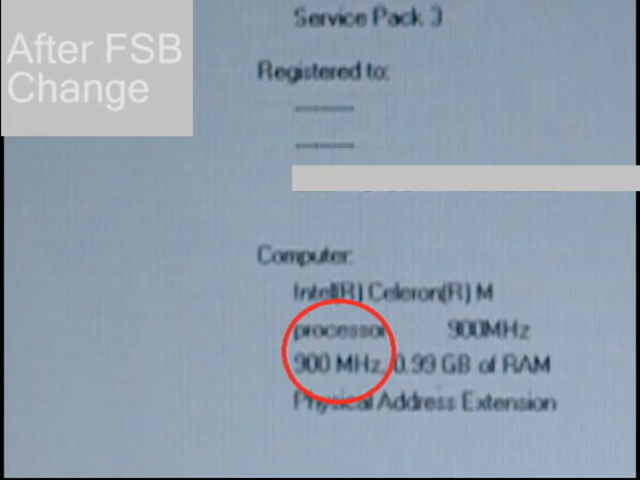 After FSB
Change
Service Pack 3
Registered to:
Computer:
Intel(R) Celeron(R) M
processor 900MHz
900 MHz, 0.99 GB of RAM
Physical Address Extension